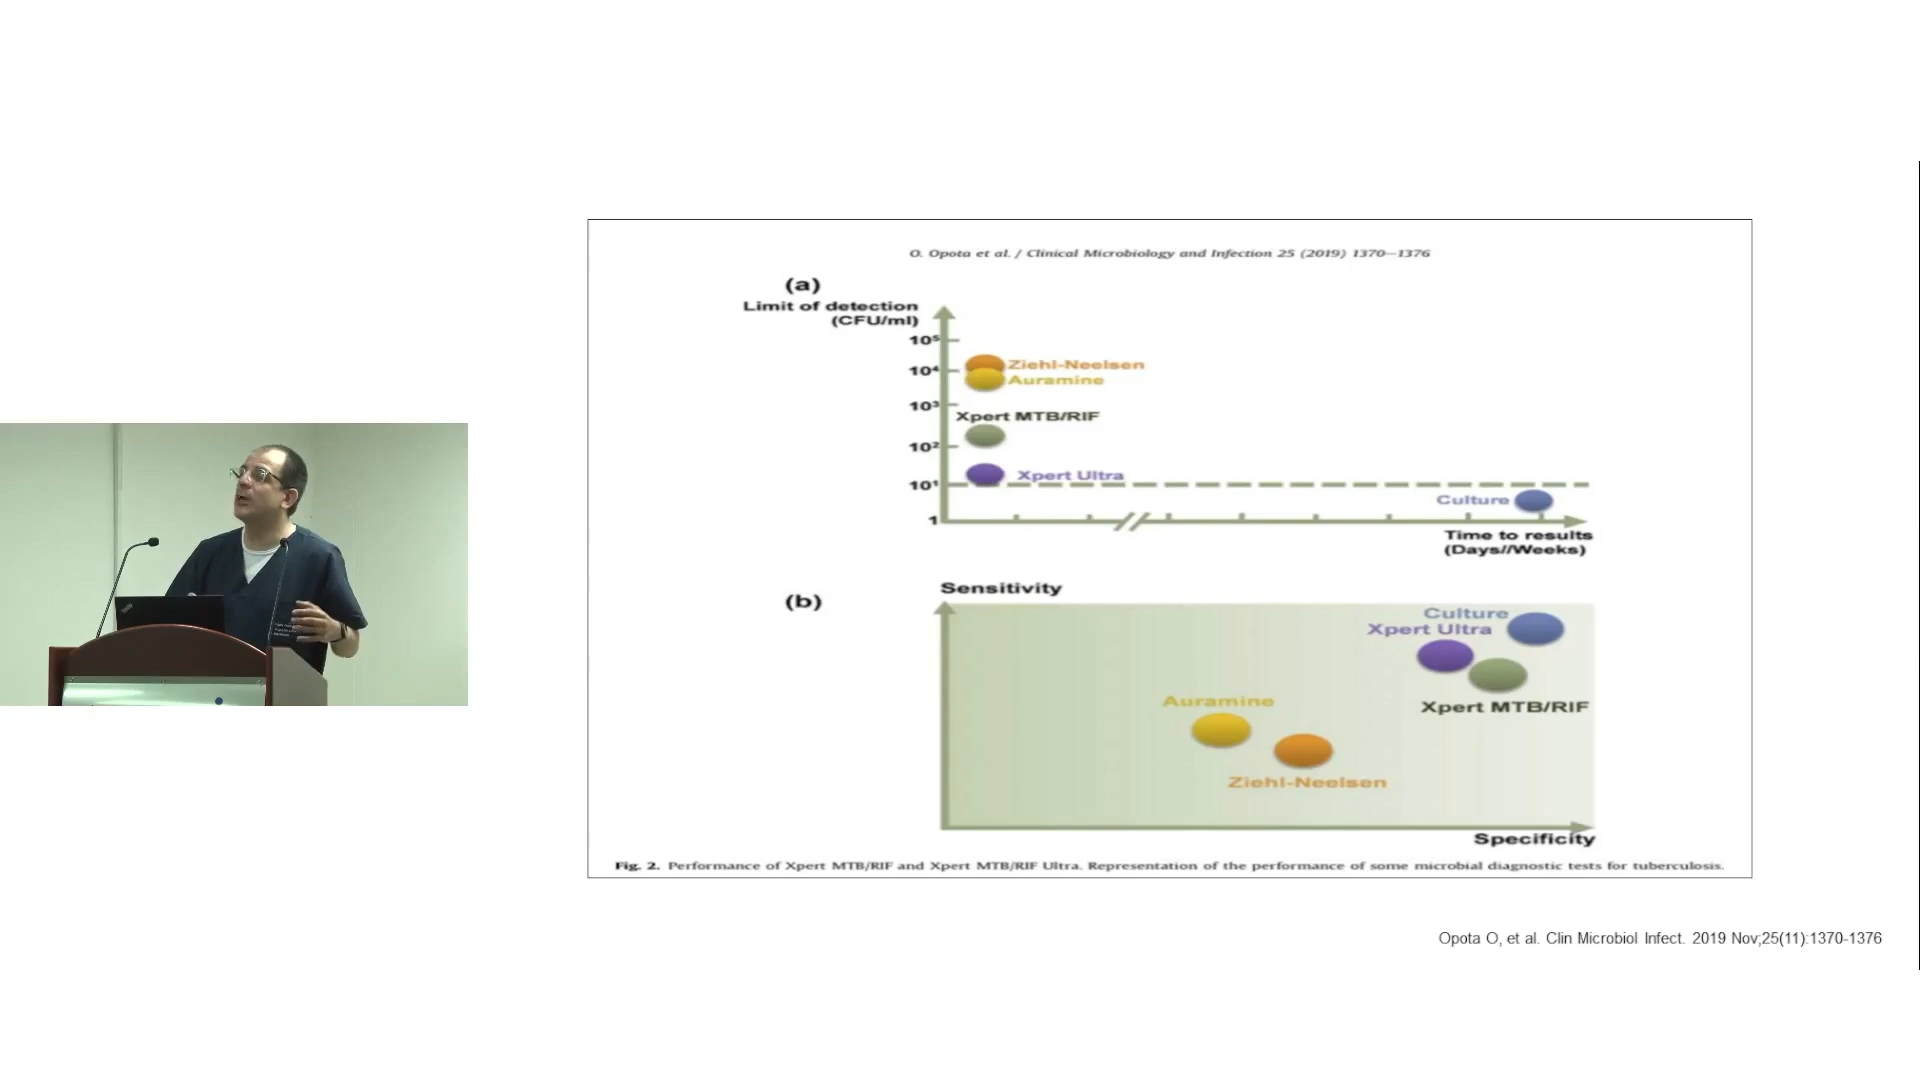 O. Opota et al. / Clinical Microbiology and Infection 25 (2019) 1370–1376
(a)
Limit of detection
(CFU/ml)
10⁵
10⁴
10³
10²
10¹
1
Ziehl-Neelsen
Auramine
Xpert MTB/RIF
Xpert Ultra
Culture
Time to results
(Days//Weeks)
(b)
Sensitivity
Culture
Xpert Ultra
Xpert MTB/RIF
Auramine
Ziehl-Neelsen
Specificity
Fig. 2. Performance of Xpert MTB/RIF and Xpert MTB/RIF Ultra. Representation of the performance of some microbial diagnostic tests for tuberculosis.
Opota O, et al. Clin Microbiol Infect. 2019 Nov;25(11):1370-1376